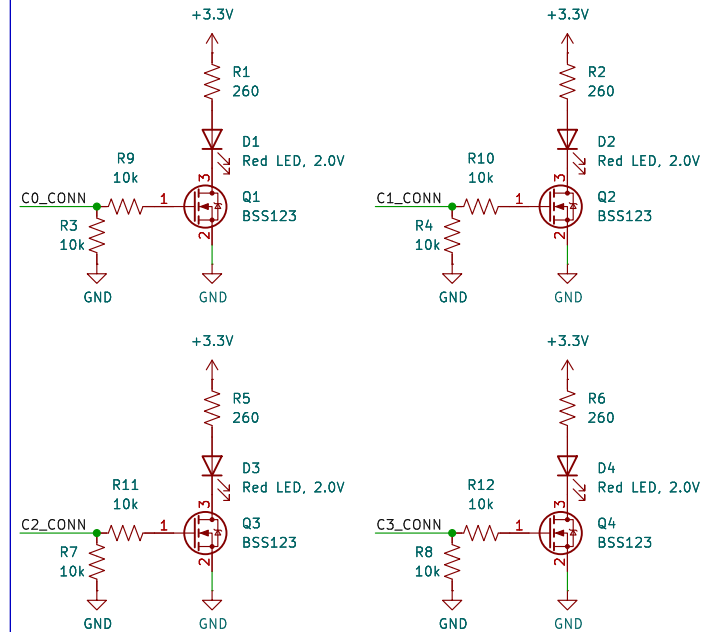 +3.3V
R1
260
D1
Red LED, 2.0V
R9
10k
3
C0_CONN
1
Q1
BSS123
R3
10k
2
GND
GND
+3.3V
R2
260
D2
Red LED, 2.0V
R10
10k
3
C1_CONN
1
Q2
BSS123
R4
10k
2
GND
GND
+3.3V
R5
260
D3
Red LED, 2.0V
R11
10k
3
C2_CONN
1
Q3
BSS123
R7
10k
2
GND
GND
+3.3V
R6
260
D4
Red LED, 2.0V
R12
10k
3
C3_CONN
1
Q4
BSS123
R8
10k
2
GND
GND